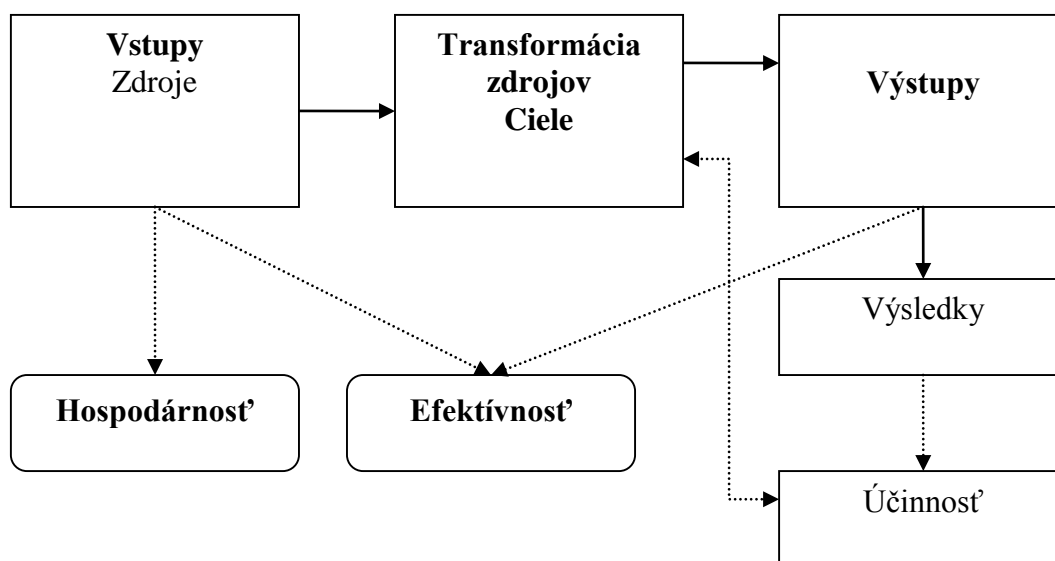 Vstupy
Zdroje
Transformácia
zdrojov
Ciele
Výstupy
Výsledky
Hospodárnosť
Efektívnosť
Účinnosť